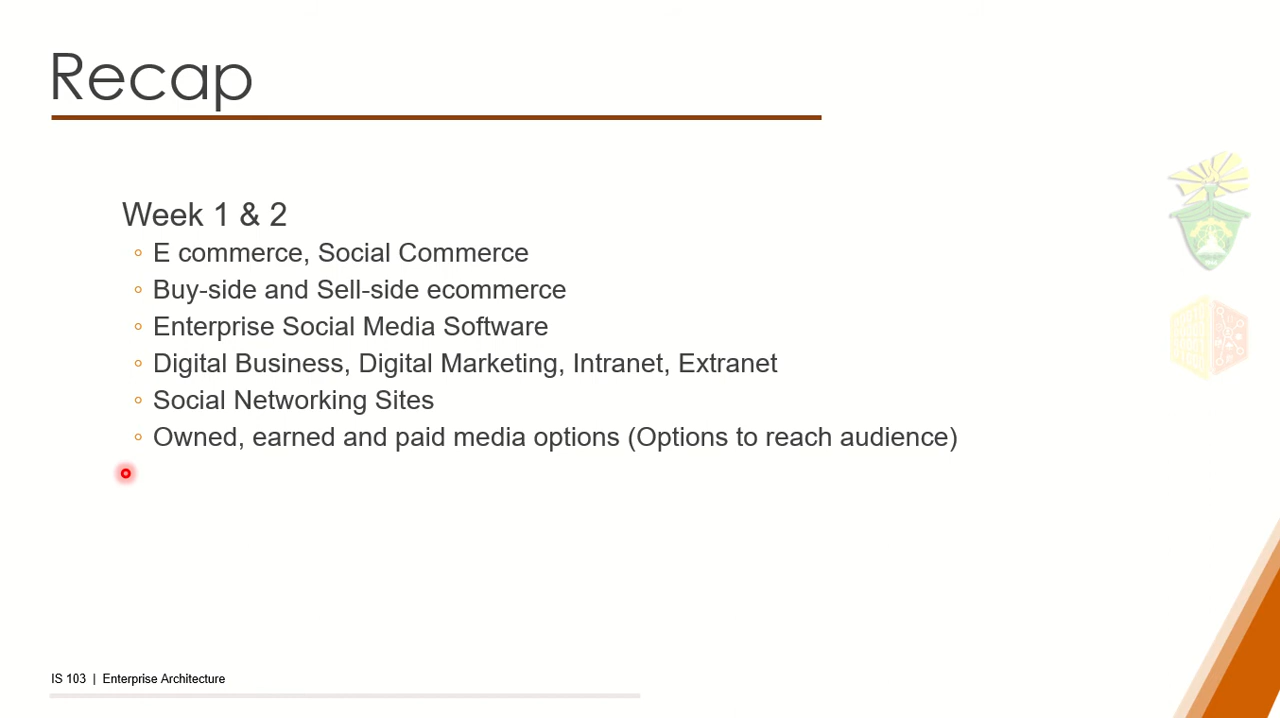 Recap
Week 1 & 2
E commerce, Social Commerce
Buy-side and Sell-side ecommerce
Enterprise Social Media Software
Digital Business, Digital Marketing, Intranet, Extranet
Social Networking Sites
Owned, earned and paid media options (Options to reach audience)
IS 103 | Enterprise Architecture